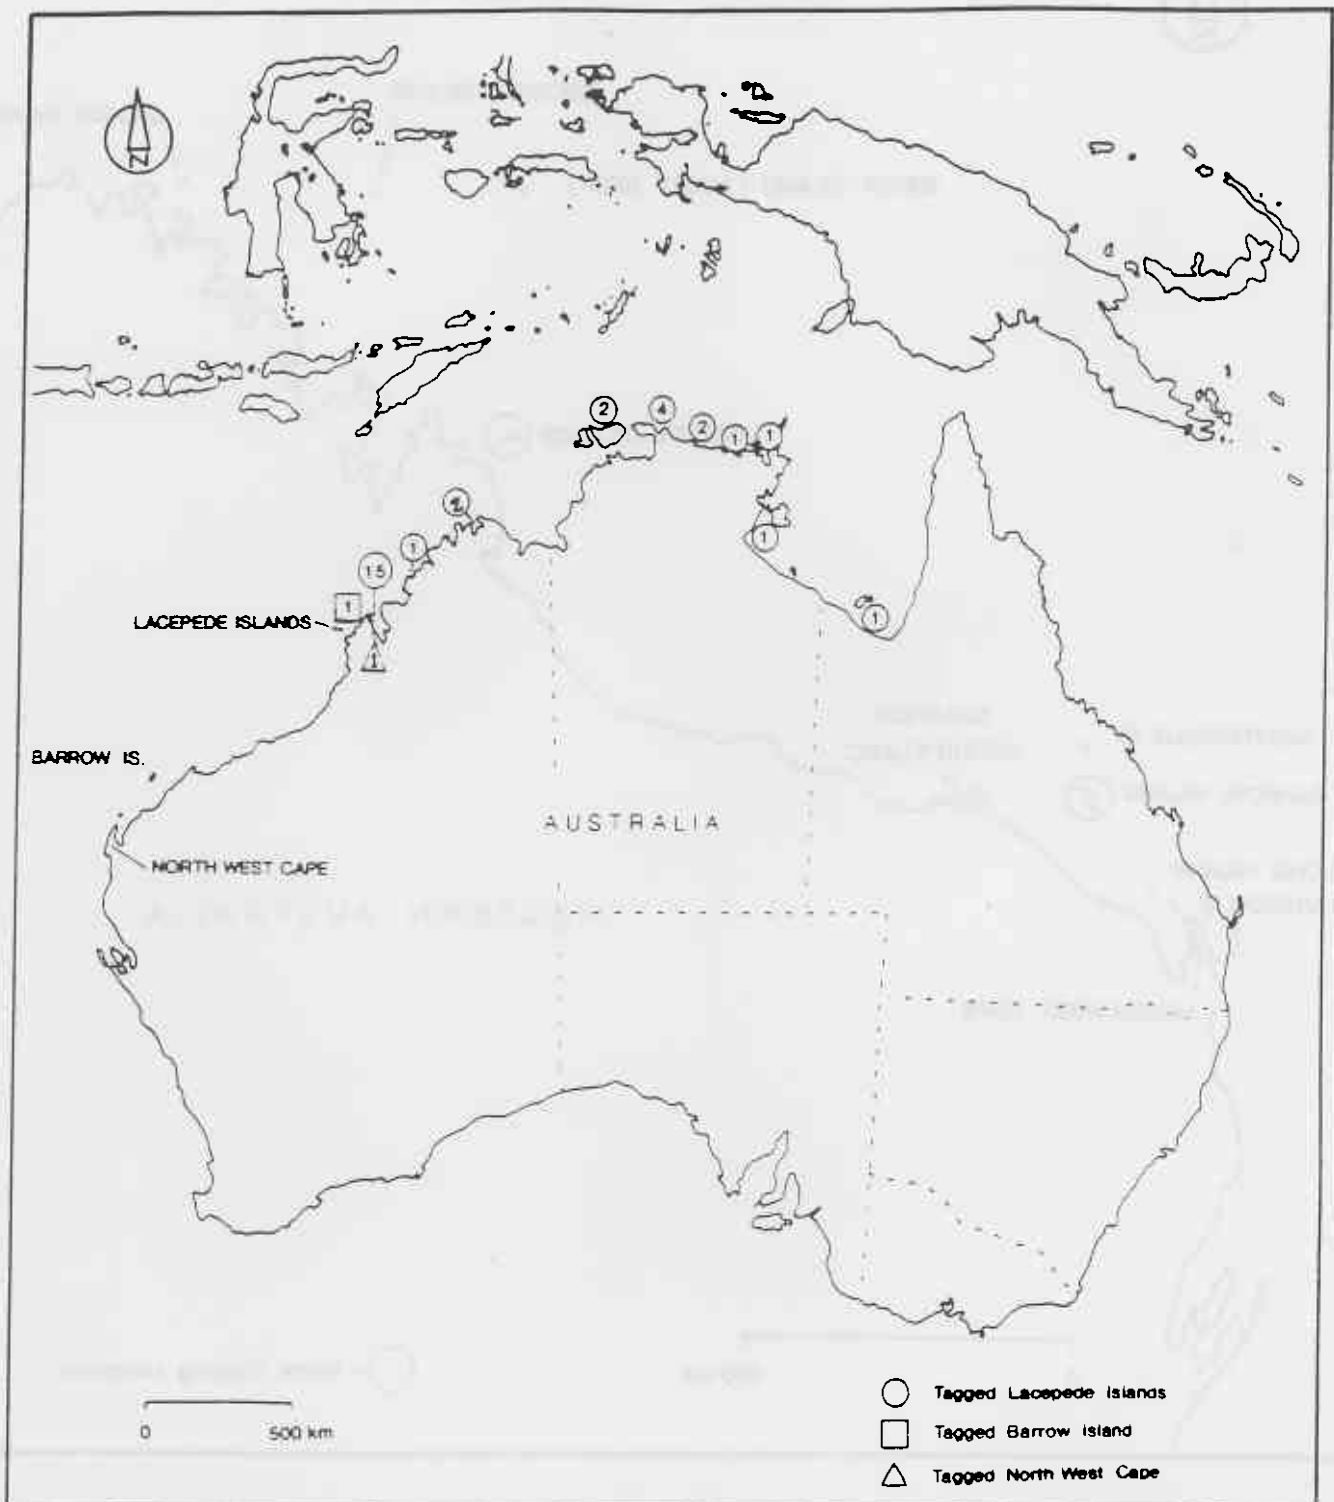 N
2
4
2
1
1
2
1
1
15
1
LACEPEDE ISLANDS
1
1
BARROW IS.
AUSTRALIA
NORTH WEST CAPE
0 500 km
Tagged Lacepede Islands
Tagged Barrow Island
Tagged North West Cape